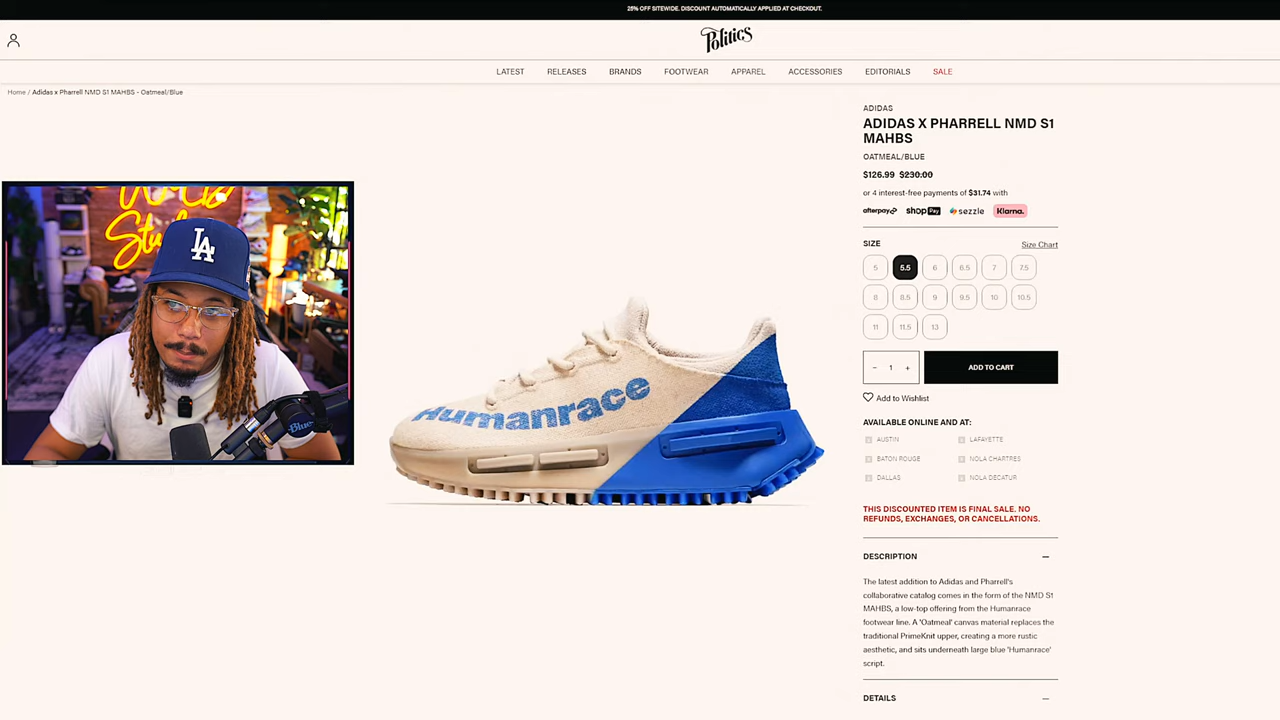 25% OFF SITEWIDE. DISCOUNT AUTOMATICALLY APPLIED AT CHECKOUT.
Politics
LATEST RELEASES BRANDS FOOTWEAR APPAREL ACCESSORIES EDITORIALS SALE
Home / Adidas x Pharrell NMD S1 MAHBS - Oatmeal/Blue
LA
Blue
Humanrace
ADIDAS
ADIDAS X PHARRELL NMD S1
MAHBS
OATMEAL/BLUE
$126.99 $230.00
or 4 interest-free payments of $31.74 with
afterpay shop Pay sezzle Klarna.
SIZE Size Chart
5 5.5 6 6.5 7 7.5
8 8.5 9 9.5 10 10.5
11 11.5 13
− 1 + ADD TO CART
Add to Wishlist
AVAILABLE ONLINE AND AT:
AUSTIN LAFAYETTE
BATON ROUGE NOLA CHARTRES
DALLAS NOLA DECATUR
THIS DISCOUNTED ITEM IS FINAL SALE. NO
REFUNDS, EXCHANGES, OR CANCELLATIONS.
DESCRIPTION −
The latest addition to Adidas and Pharrell's
collaborative catalog comes in the form of the NMD S1
MAHBS, a low-top offering from the Humanrace
footwear line. A 'Oatmeal' canvas material replaces the
traditional PrimeKnit upper, creating a more rustic
aesthetic, and sits underneath large blue 'Humanrace'
script.
DETAILS −